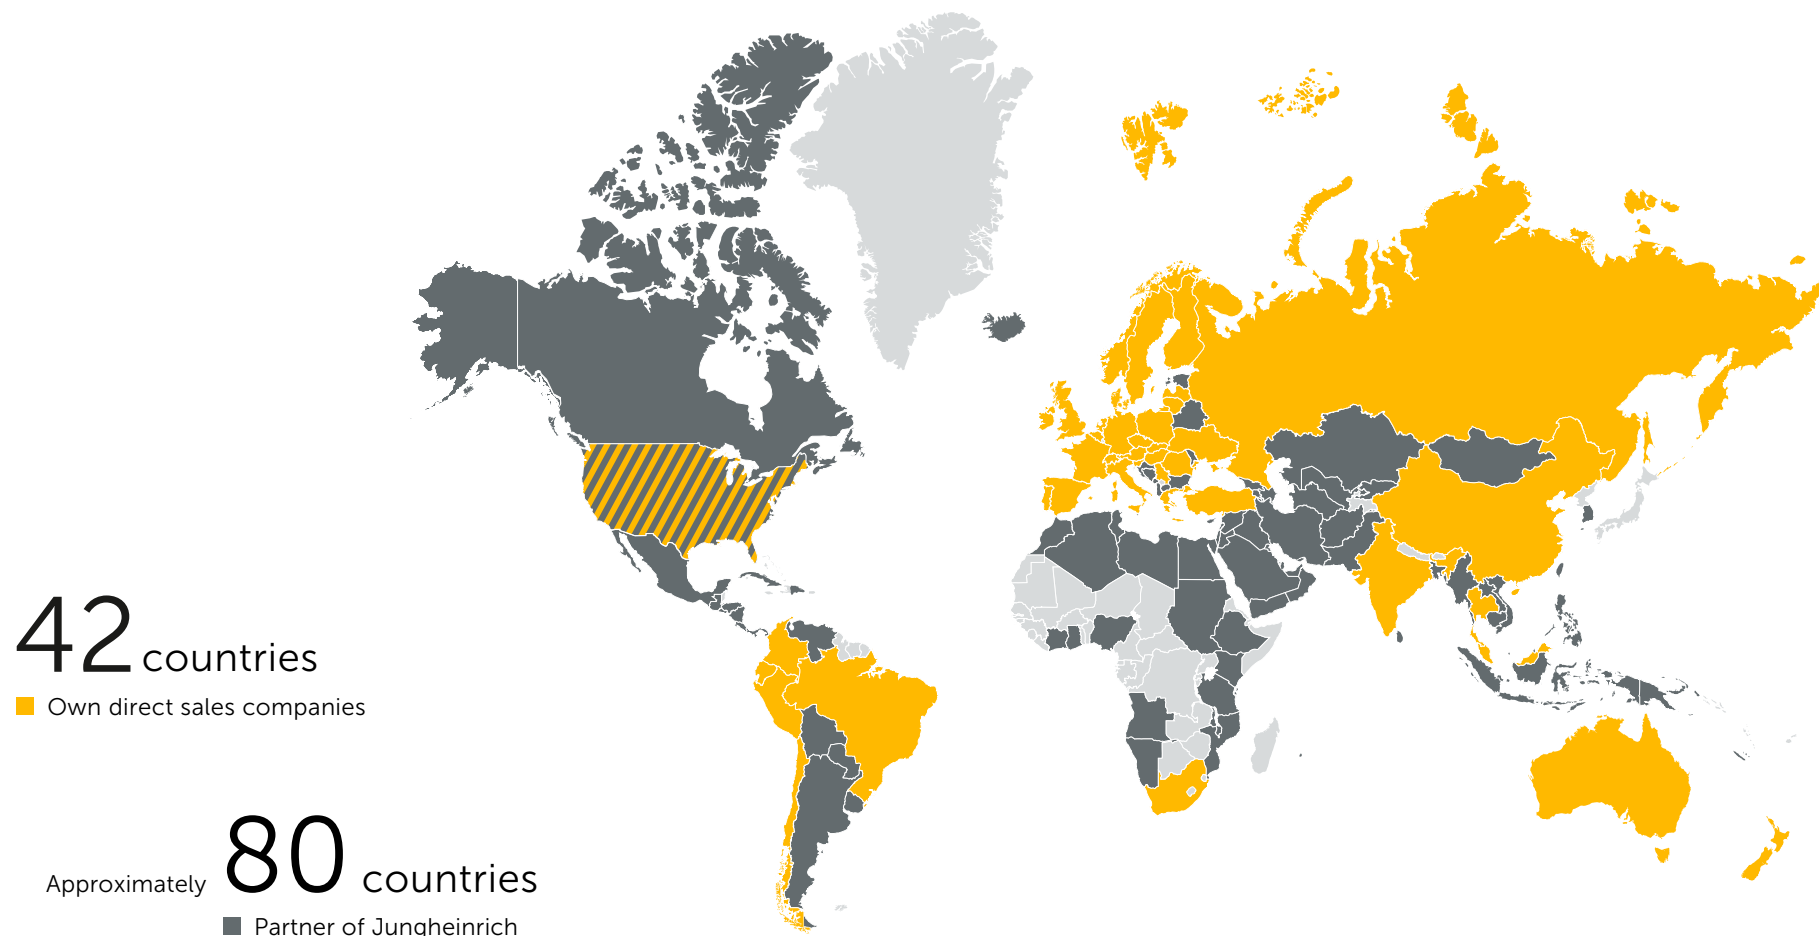 42 countries
Own direct sales companies
Approximately 80 countries
Partner of Jungheinrich